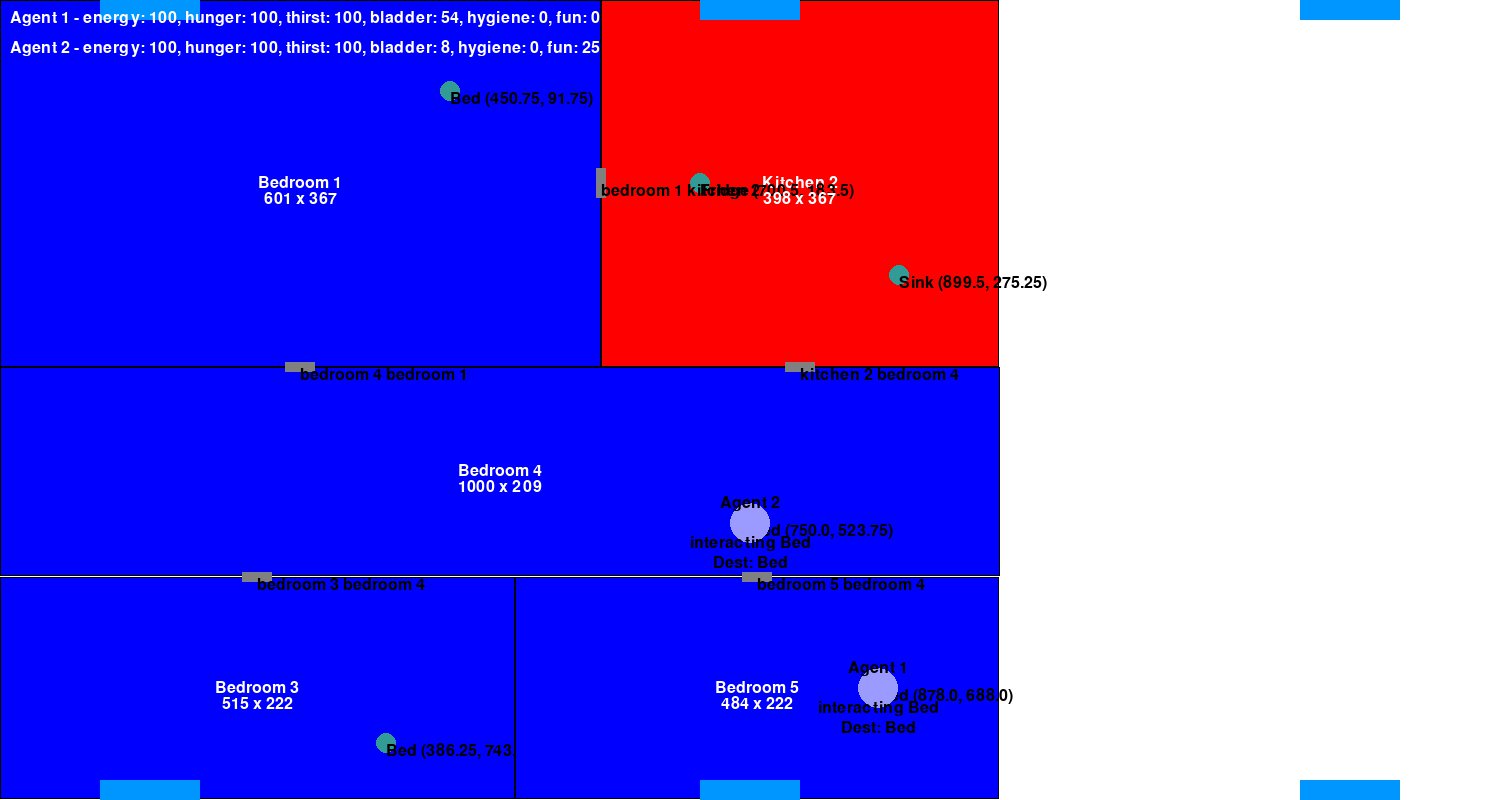 Agent 1 - energy: 100, hunger: 100, thirst: 100, bladder: 54, hygiene: 0, fun: 0
Agent 2 - energy: 100, hunger: 100, thirst: 100, bladder: 8, hygiene: 0, fun: 25
Bed (450.75, 91.75)
Bedroom 1
601 x 367
bedroom 1 kitchen 2
Kitchen 2
398 x 367
Sink (899.5, 275.25)
bedroom 4 bedroom 1
kitchen 2 bedroom 4
Bedroom 4
1000 x 209
Agent 2
(750.0, 523.75)
interacting Bed
Dest: Bed
bedroom 3 bedroom 4
bedroom 5 bedroom 4
Bedroom 3
515 x 222
Bedroom 5
484 x 222
Agent 1
(878.0, 688.0)
interacting Bed
Dest: Bed
Bed (386.25, 743.